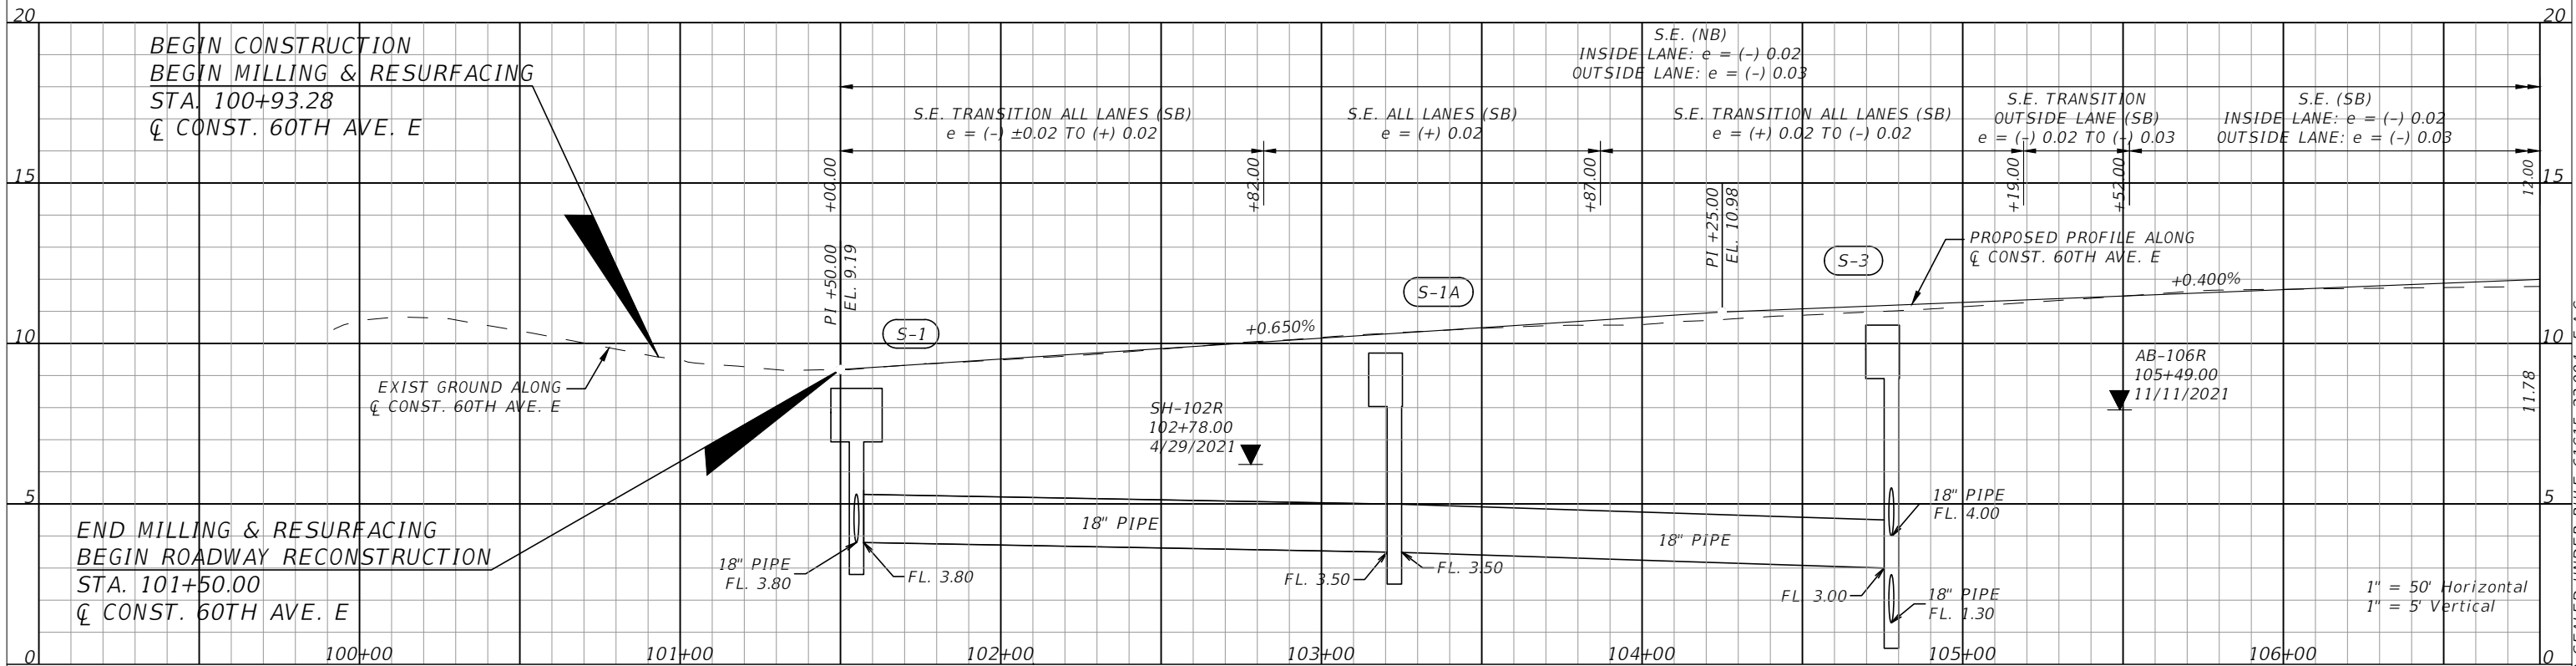 20
20
BEGIN CONSTRUCTION
BEGIN MILLING & RESURFACING
STA. 100+93.28
℄ CONST. 60TH AVE. E
S.E. (NB)
INSIDE LANE: e = (-) 0.02
OUTSIDE LANE: e = (-) 0.03
S.E. TRANSITION ALL LANES (SB)
e = (-) ±0.02 TO (+) 0.02
S.E. ALL LANES (SB)
e = (+) 0.02
S.E. TRANSITION ALL LANES (SB)
e = (+) 0.02 TO (-) 0.02
S.E. TRANSITION
OUTSIDE LANE (SB)
e = (-) 0.02 TO (-) 0.03
S.E. (SB)
INSIDE LANE: e = (-) 0.02
OUTSIDE LANE: e = (-) 0.03
+00.00
+82.00
+87.00
+19.00
+52.00
12.00
15
15
PI +50.00
EL. 9.19
PI +25.00
EL. 10.98
S-1
S-1A
S-3
PROPOSED PROFILE ALONG
℄ CONST. 60TH AVE. E
+0.650%
+0.400%
10
10
EXIST GROUND ALONG
℄ CONST. 60TH AVE. E
SH-102R
102+78.00
4/29/2021
AB-106R
105+49.00
11/11/2021
11.78
5
5
END MILLING & RESURFACING
BEGIN ROADWAY RECONSTRUCTION
STA. 101+50.00
℄ CONST. 60TH AVE. E
18" PIPE
FL. 3.80
FL. 3.80
18" PIPE
FL. 3.50
FL. 3.50
18" PIPE
FL. 3.00
18" PIPE
FL. 4.00
18" PIPE
FL. 1.30
1" = 50' Horizontal
1" = 5' Vertical
0
100+00
101+00
102+00
103+00
104+00
105+00
106+00
0